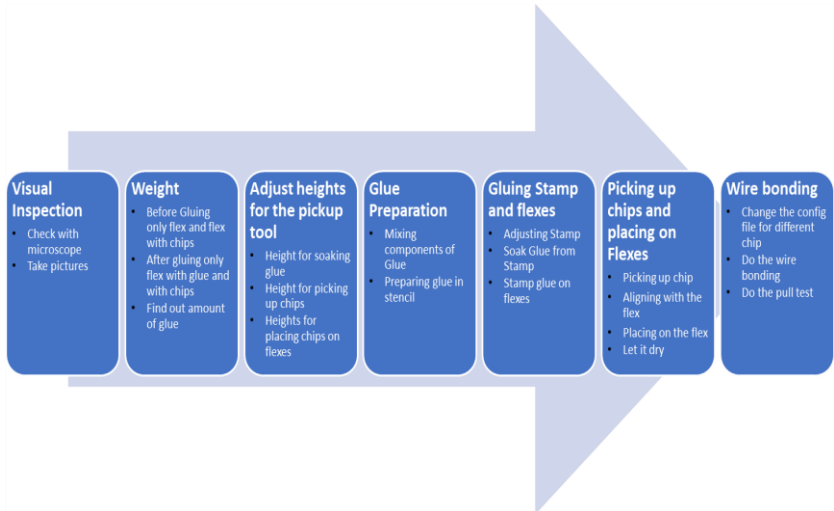 Visual
Inspection
• Check with
microscope
• Take pictures
Weight
• Before Gluing
only flex and flex
with chips
• After gluing only
flex with glue and
with chips
• Find out amount
of glue
Adjust heights
for the pickup
tool
• Height for soaking
glue
• Height for picking
up chips
• Heights for
placing chips on
flexes
Glue
Preparation
• Mixing
components of
Glue
• Preparing glue in
stencil
Gluing Stamp
and flexes
• Adjusting Stamp
• Soak Glue from
Stamp
• Stamp glue on
flexes
Picking up
chips and
placing on
Flexes
• Picking up chip
• Aligning with the
flex
• Placing on the flex
• Let it dry
Wire bonding
• Change the config
file for different
chip
• Do the wire
bonding
• Do the pull test